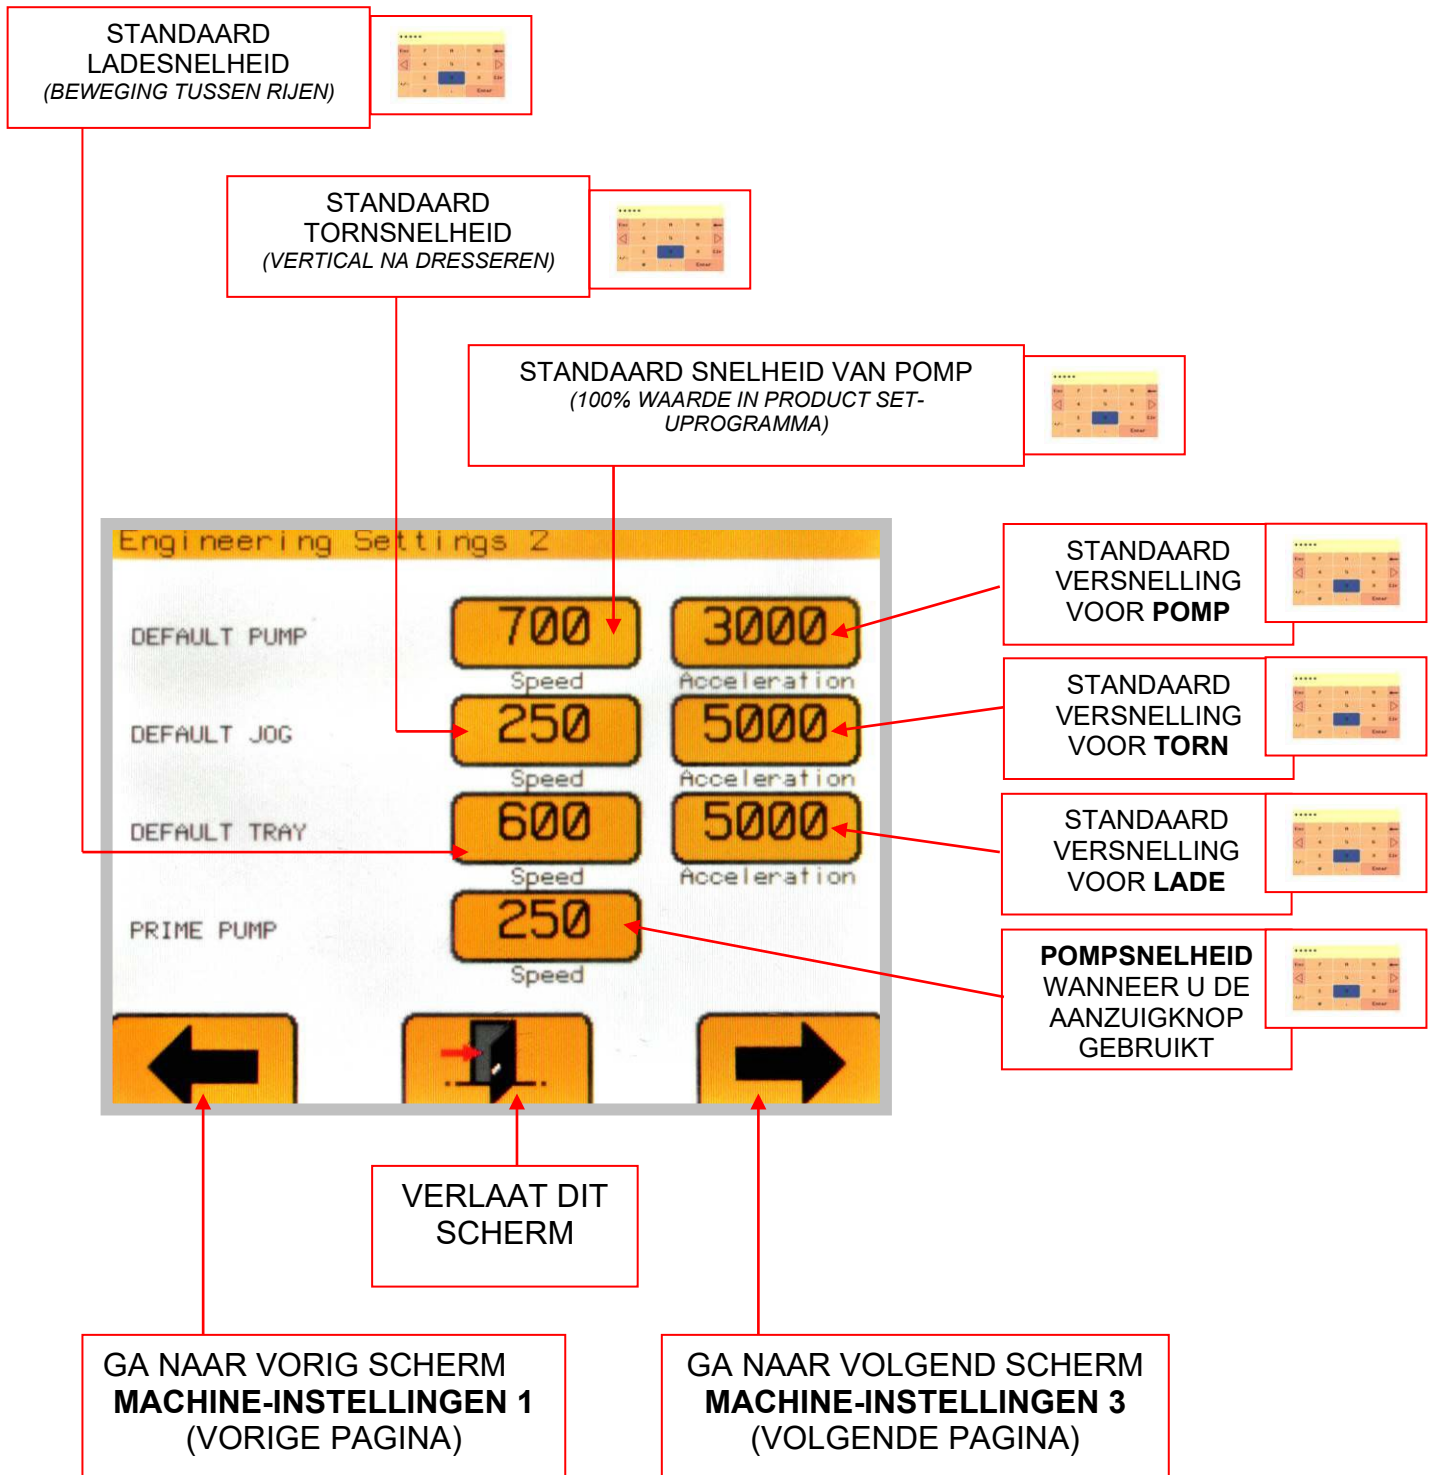 STANDAARD
LADESNELHEID
(BEWEGING TUSSEN RIJEN)
STANDAARD
TORNSNELHEID
(VERTICAL NA DRESSEREN)
STANDAARD SNELHEID VAN POMP
(100% WAARDE IN PRODUCT SET-
UPROGRAMMA)
Engineering Settings 2
DEFAULT PUMP
700
3000
Speed
Acceleration
DEFAULT JOG
250
5000
Speed
Acceleration
DEFAULT TRAY
600
5000
Speed
Acceleration
PRIME PUMP
250
Speed
STANDAARD
VERSNELLING
VOOR POMP
STANDAARD
VERSNELLING
VOOR TORN
STANDAARD
VERSNELLING
VOOR LADE
POMPSNELHEID
WANNEER U DE
AANZUIGKNOP
GEBRUIKT
VERLAAT DIT
SCHERM
GA NAAR VORIG SCHERM
MACHINE-INSTELLINGEN 1
(VORIGE PAGINA)
GA NAAR VOLGEND SCHERM
MACHINE-INSTELLINGEN 3
(VOLGENDE PAGINA)